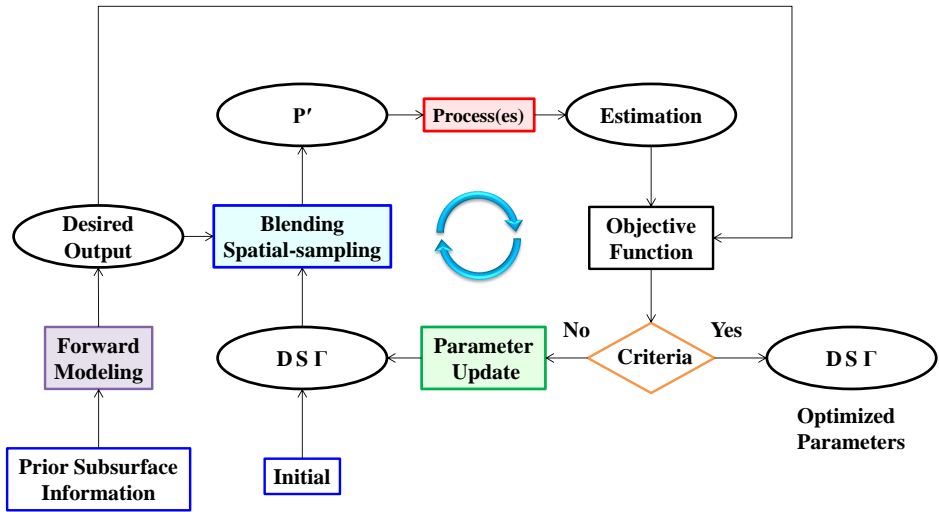 P′
Process(es)
Estimation
Desired
Output
Blending
Spatial-sampling
Objective
Function
No
Yes
Forward
Modeling
D S Γ
Parameter
Update
Criteria
D S Γ
Optimized
Parameters
Prior Subsurface
Information
Initial